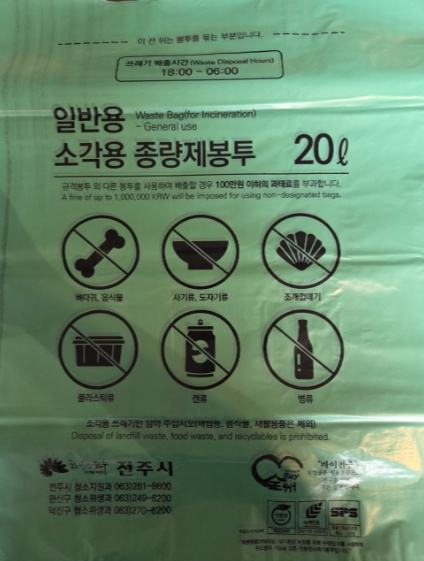 이 선 위는 봉투를 묶는 부분입니다.
쓰레기 배출시간 (Waste Disposal Hours)
18:00 ~ 06:00
일반용 Waste Bag(for Incineration)
- General use
소각용 종량제봉투 20ℓ
규격봉투 외 다른 봉투를 사용하여 배출할 경우 100만원 이하의 과태료를 부과합니다.
A fine of up to 1,000,000 KRW will be imposed for using non-designated bags.
뼈다귀, 음식물 사기류, 도자기류 조개껍데기
플라스틱류 캔류 병류
소각용 쓰레기만 담아 주십시오(매립용, 음식물, 재활용품은 제외)
Disposal of landfill waste, food waste, and recyclables is prohibited.
전주시
전주시 청소지원과 063)281-8600
완산구 청소위생과 063)249-6200
덕진구 청소위생과 063)270-6200
Buy
"바이전주"
SPS